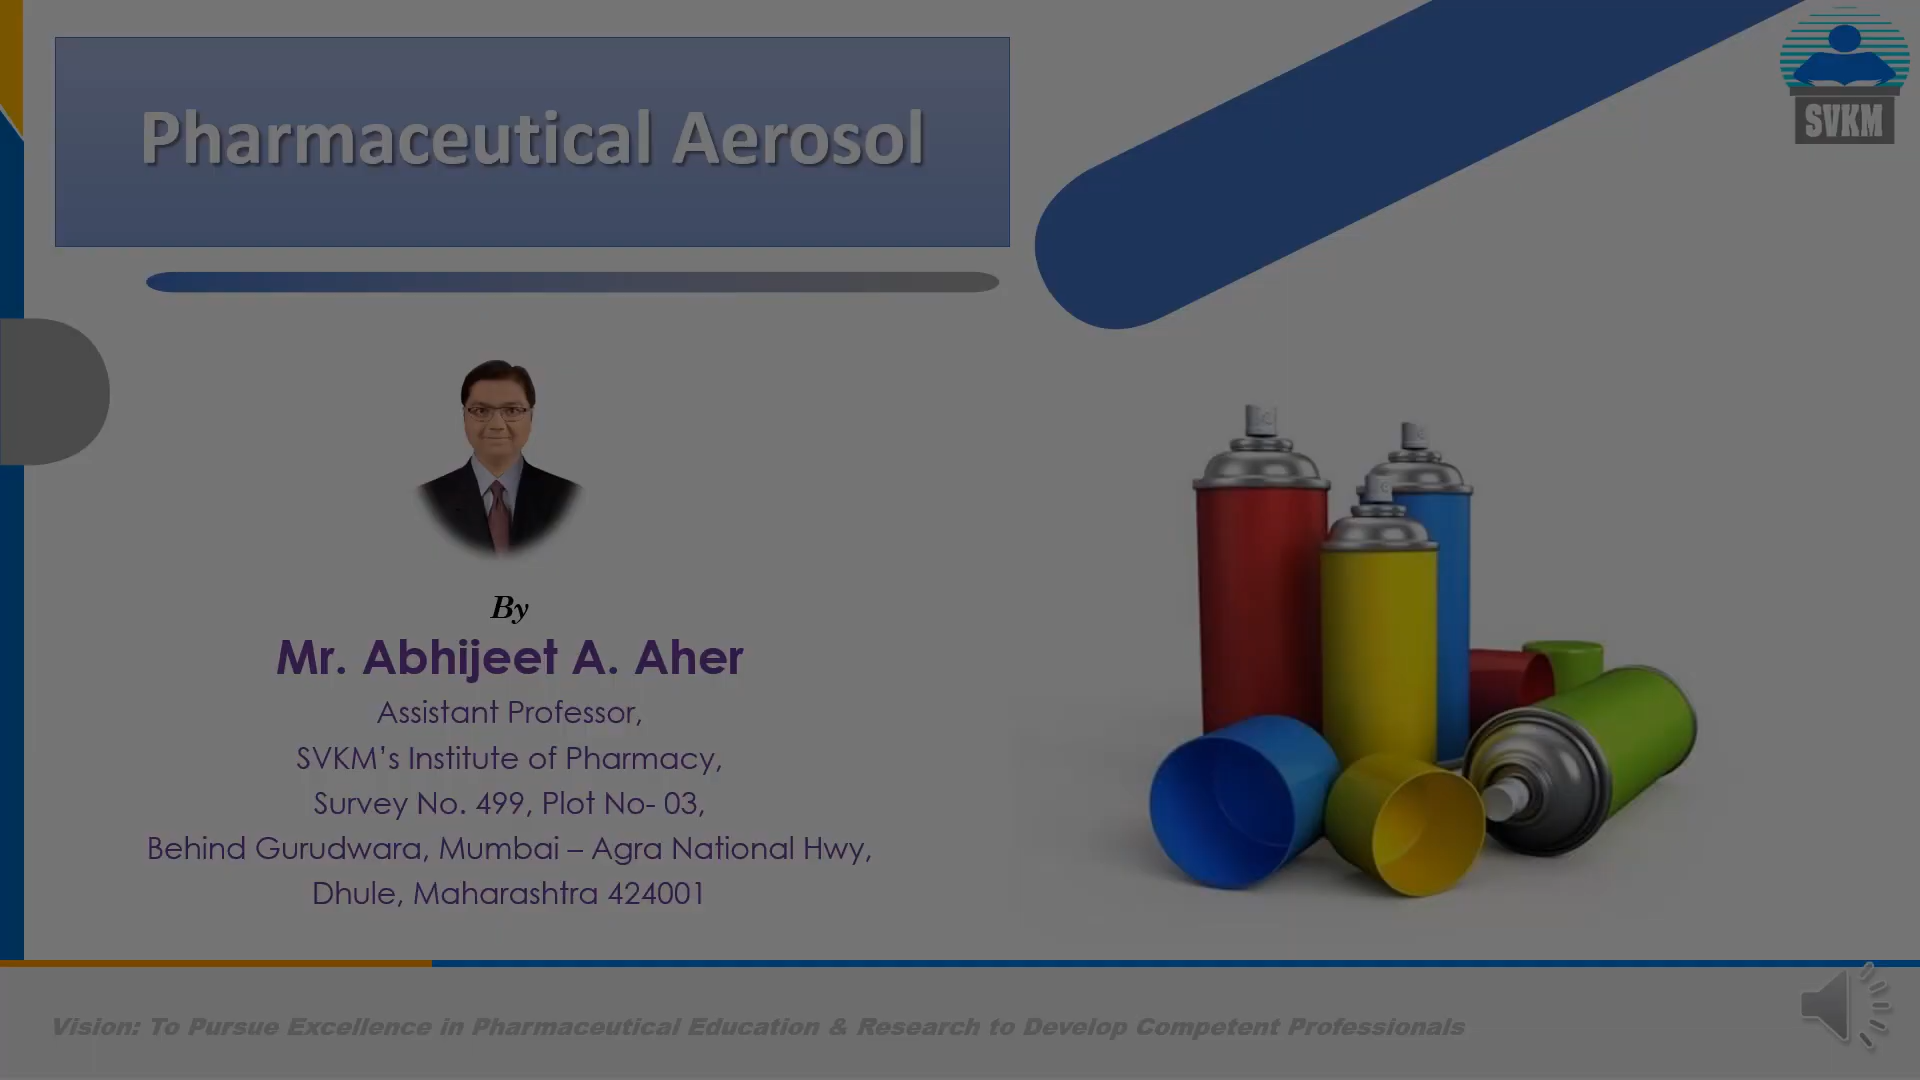 Pharmaceutical Aerosol
SVKM
By
Mr. Abhijeet A. Aher
Assistant Professor,
SVKM’s Institute of Pharmacy,
Survey No. 499, Plot No- 03,
Behind Gurudwara, Mumbai – Agra National Hwy,
Dhule, Maharashtra 424001
Vision: To Pursue Excellence in Pharmaceutical Education & Research to Develop Competent Professionals